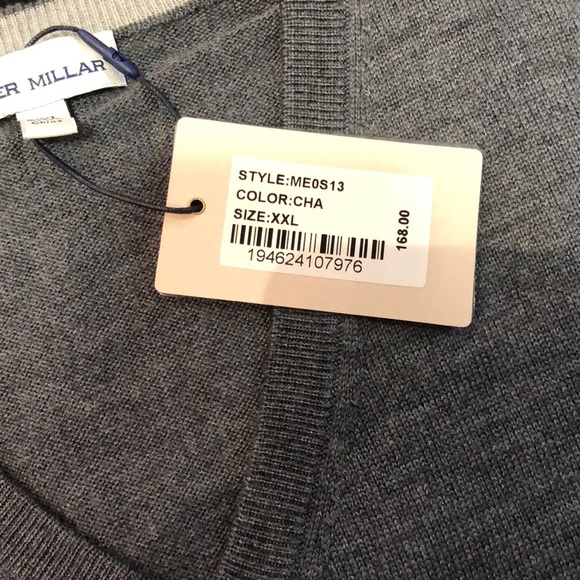 ER MILLAR
STYLE:ME0S13
COLOR:CHA
SIZE:XXL
194624107976
168.00